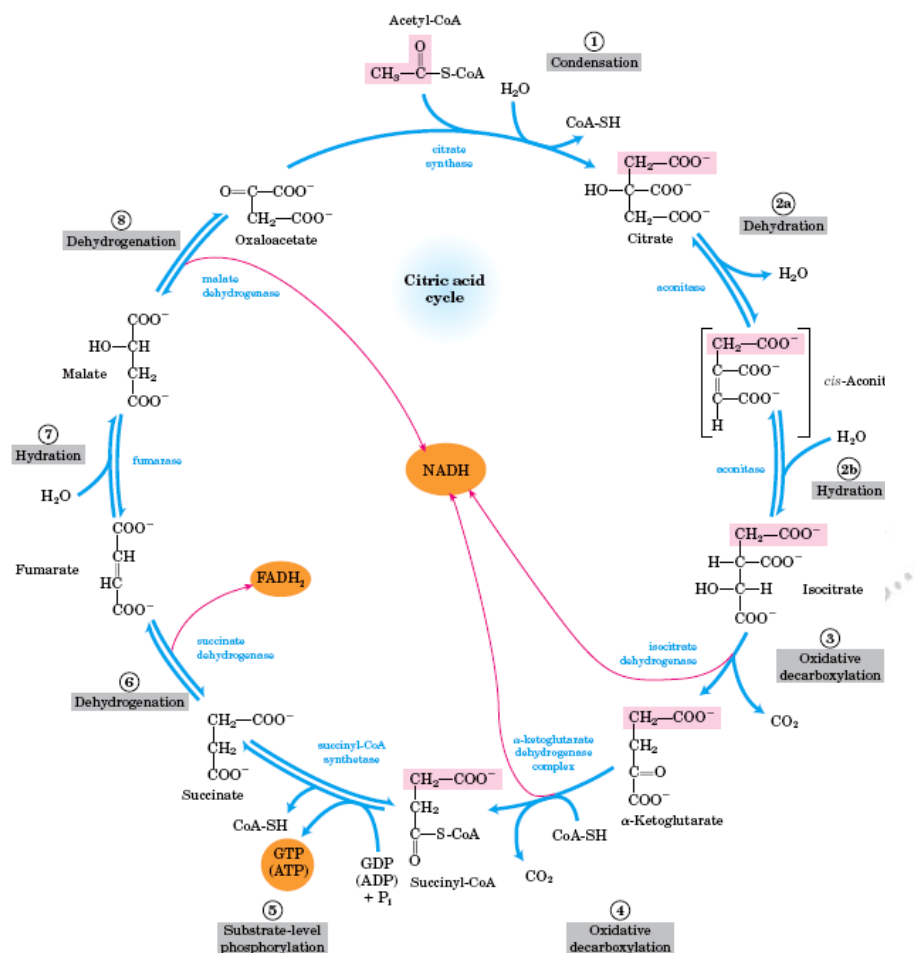 Acetyl-CoA
O
CH₃—C—S-CoA
①
Condensation
H₂O
CoA-SH
citrate
synthase
CH₂—COO⁻
HO—C—COO⁻
CH₂—COO⁻
Citrate
2a
Dehydration
H₂O
aconitase
CH₂—COO⁻
C—COO⁻
C—COO⁻
H
cis-Aconit
aconitase
H₂O
2b
Hydration
CH₂—COO⁻
H—C—COO⁻
HO—C—H
COO⁻
Isocitrate
isocitrate
dehydrogenase
③
Oxidative
decarboxylation
CO₂
CH₂—COO⁻
CH₂
C=O
COO⁻
α-Ketoglutarate
α-ketoglutarate
dehydrogenase
complex
CoA-SH
CO₂
④
Oxidative
decarboxylation
CH₂—COO⁻
CH₂
C—S-CoA
O
Succinyl-CoA
succinyl-CoA
synthetase
GDP
(ADP)
+ Pᵢ
CoA-SH
GTP
(ATP)
⑤
Substrate-level
phosphorylation
CH₂—COO⁻
CH₂
COO⁻
Succinate
⑥
Dehydrogenation
succinate
dehydrogenase
FADH₂
COO⁻
CH
HC
COO⁻
Fumarate
⑦
Hydration
H₂O
fumarase
COO⁻
HO—CH
CH₂
COO⁻
Malate
⑧
Dehydrogenation
malate
dehydrogenase
O=C—COO⁻
CH₂—COO⁻
Oxaloacetate
Citric acid
cycle
NADH